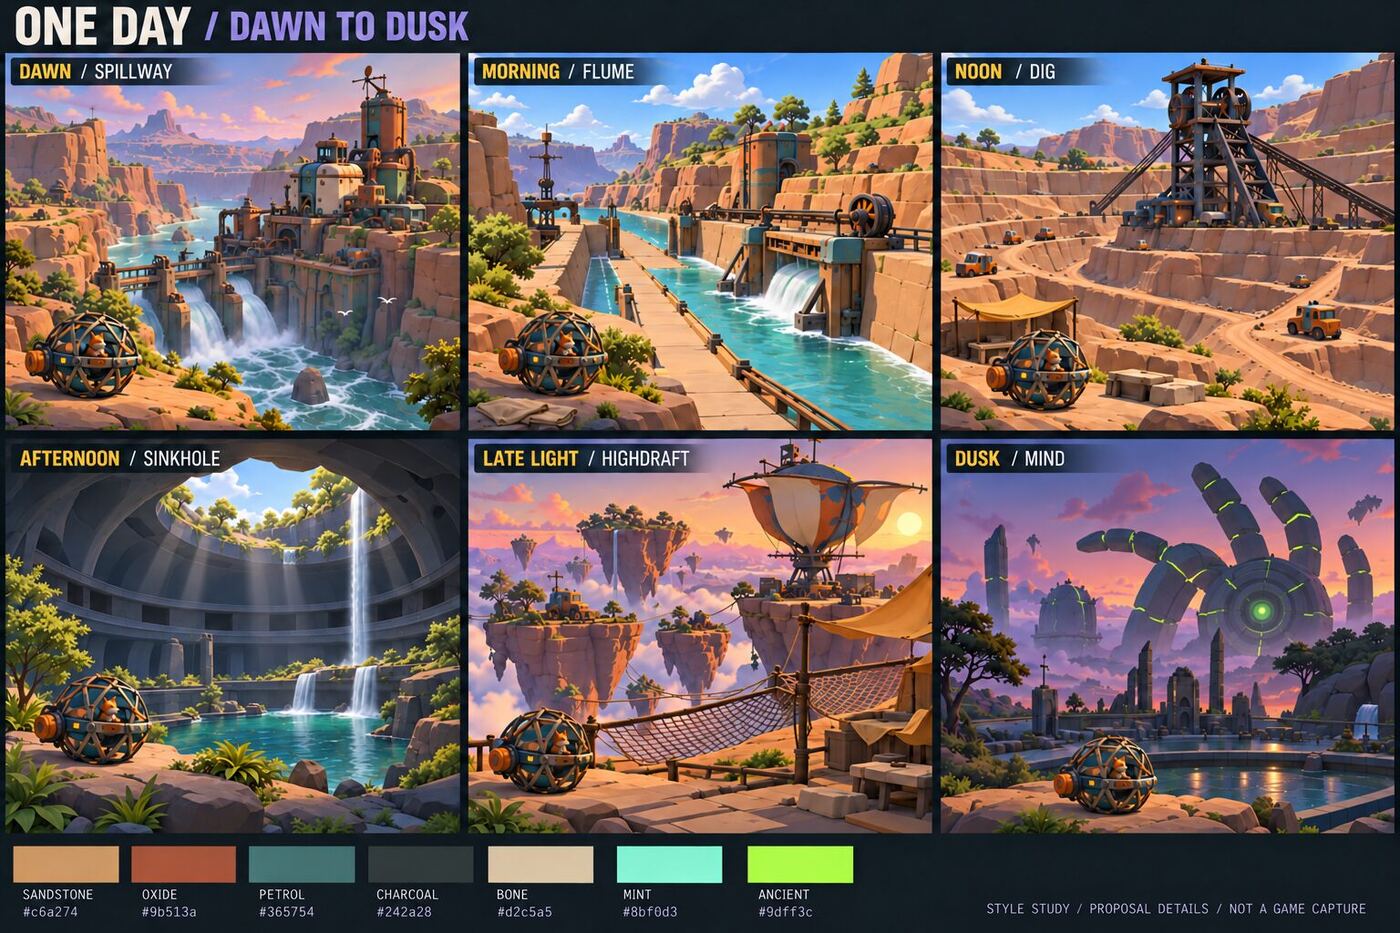 ONE DAY / DAWN TO DUSK
DAWN / SPILLWAY
MORNING / FLUME
NOON / DIG
AFTERNOON / SINKHOLE
LATE LIGHT / HIGHDRAFT
DUSK / MIND
SANDSTONE
#c6a274
OXIDE
#9b513a
PETROL
#365754
CHARCOAL
#242a28
BONE
#d2c5a5
MINT
#8bf0d3
ANCIENT
#9dff3c
STYLE STUDY / PROPOSAL DETAILS / NOT A GAME CAPTURE